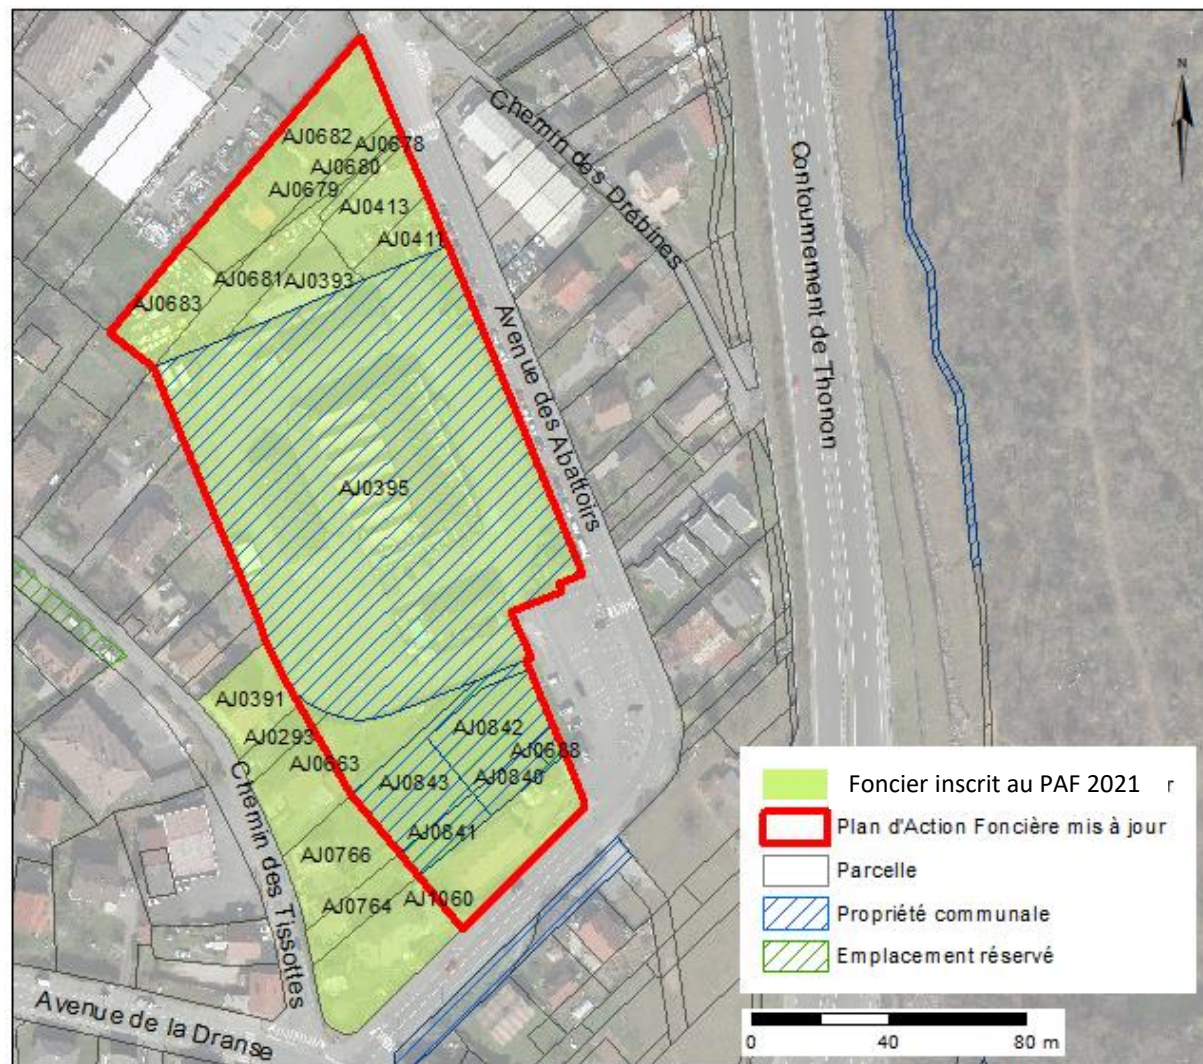 N
Chemin des Drébines
AJ0682
AJ0678
AJ0680
AJ0679
AJ0413
AJ0411
AJ0681
AJ0393
AJ0683
Contournement de Thonon
Avenue des Abattoirs
AJ0395
AJ0391
AJ0293
AJ0663
AJ0842
AJ0688
AJ0840
AJ0843
AJ0841
Chemin des Tissottes
AJ0766
AJ0764
AJ1060
Avenue de la Dranse
Foncier inscrit au PAF 2021 r
Plan d'Action Foncière mis à jour
Parcelle
Propriété communale
Emplacement réservé
0 40 80 m